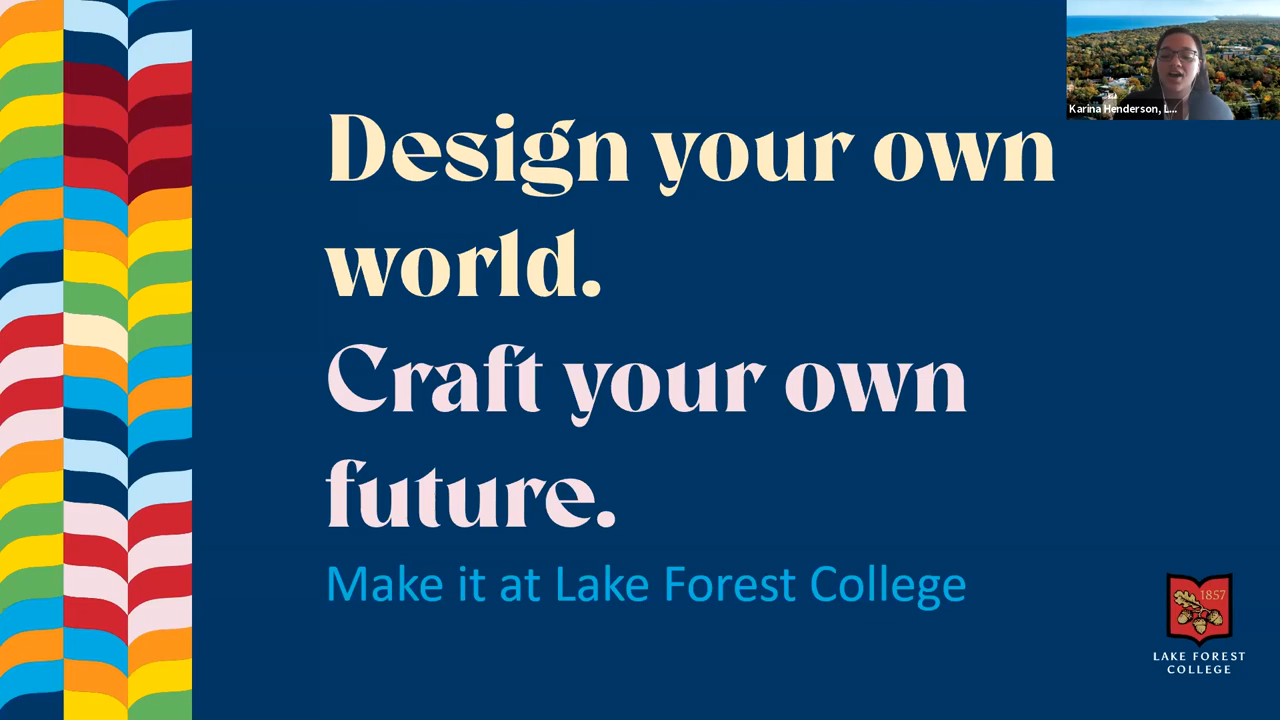 Design your own
world.
Craft your own
future.
Make it at Lake Forest College
Karina Henderson, L...
1857
LAKE FOREST
COLLEGE